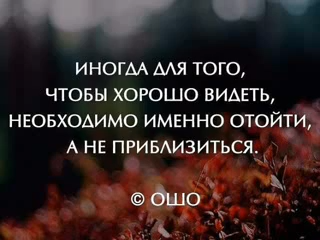 ИНОГДА ДЛЯ ТОГО,
ЧТОБЫ ХОРОШО ВИДЕТЬ,
НЕОБХОДИМО ИМЕННО ОТОЙТИ,
А НЕ ПРИБЛИЗИТЬСЯ.
© ОШО